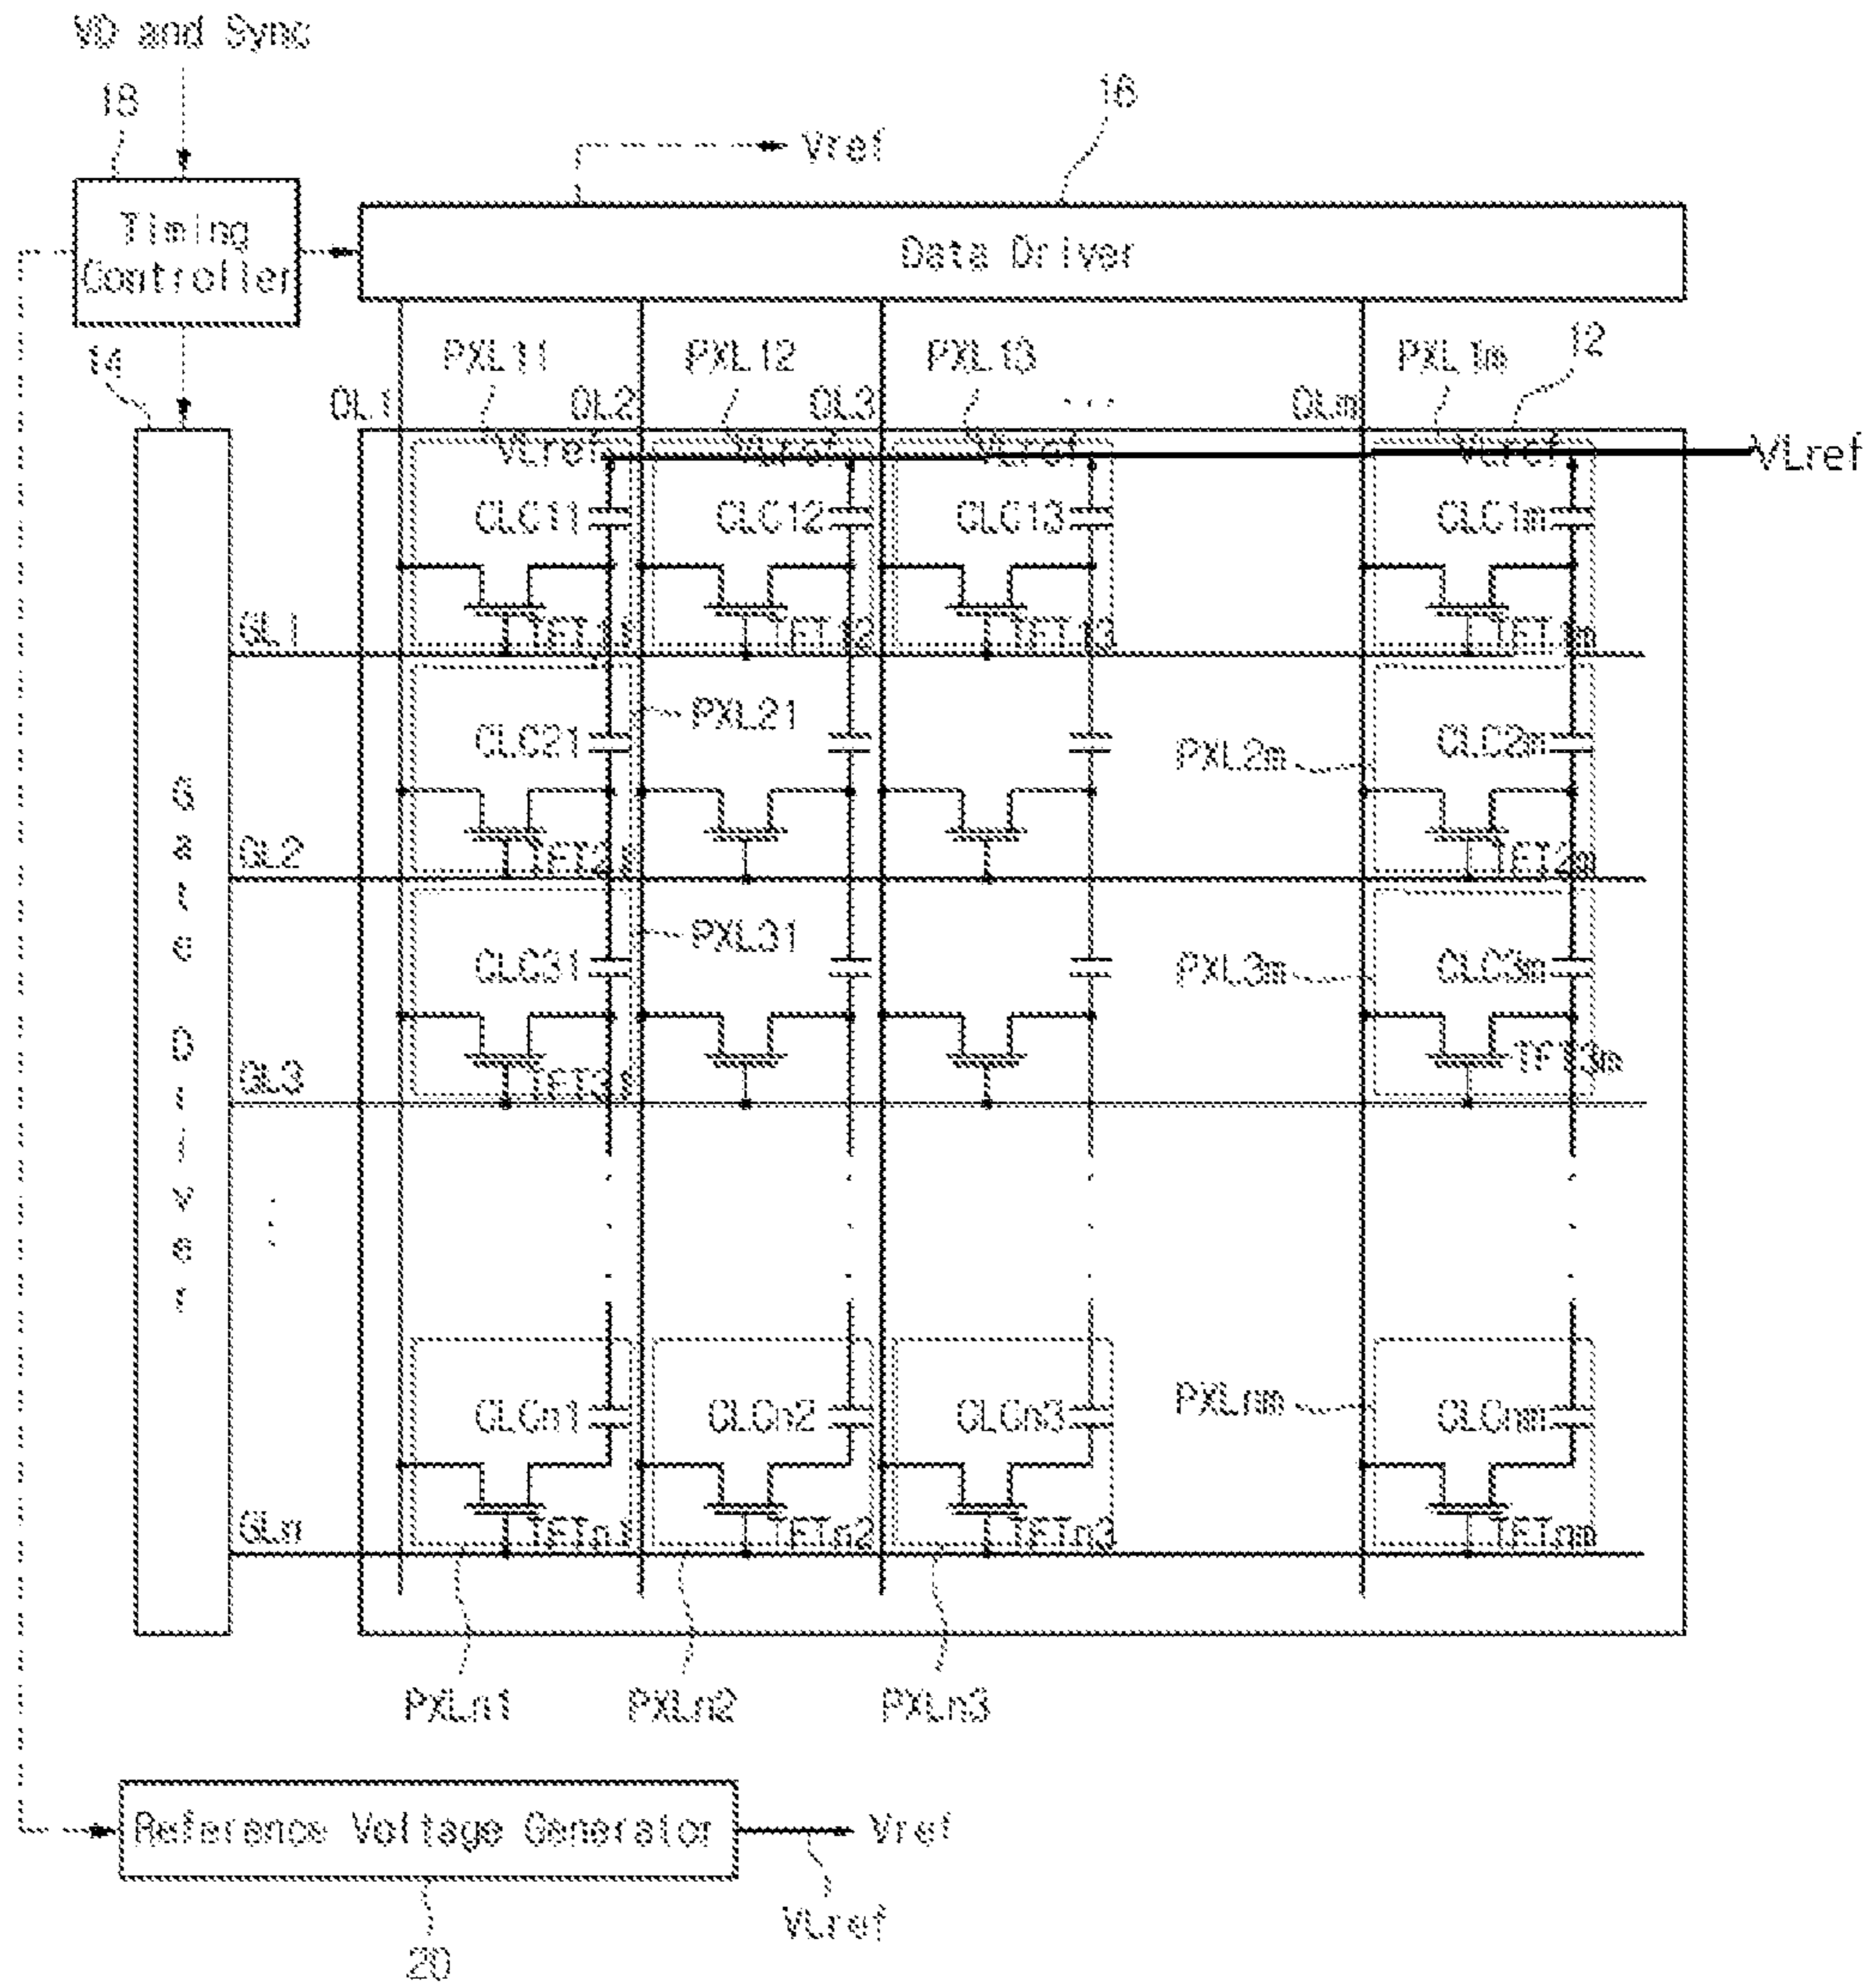 VD and Sync
18
16
Vref
Timing
Controller
Data Driver
14
PXL11
PXL12
PXL13
PXL1m
12
DL1
DL2
DL3
...
DLm
VLref
VLref
VLref
VLref
VLref
CLC11
CLC12
CLC13
CLC1m
GL1
TFT11
TFT12
TFT13
TFT1m
PXL21
CLC21
PXL2m
CLC2m
Gate Driver
GL2
TFT21
TFT2m
PXL31
CLC31
PXL3m
CLC3m
GL3
TFT31
TFT3m
CLCn1
CLCn2
CLCn3
PXLnm
CLCnm
GLn
TFTn1
TFTn2
TFTn3
TFTnm
PXLn1
PXLn2
PXLn3
Reference Voltage Generator
Vref
VLref
20